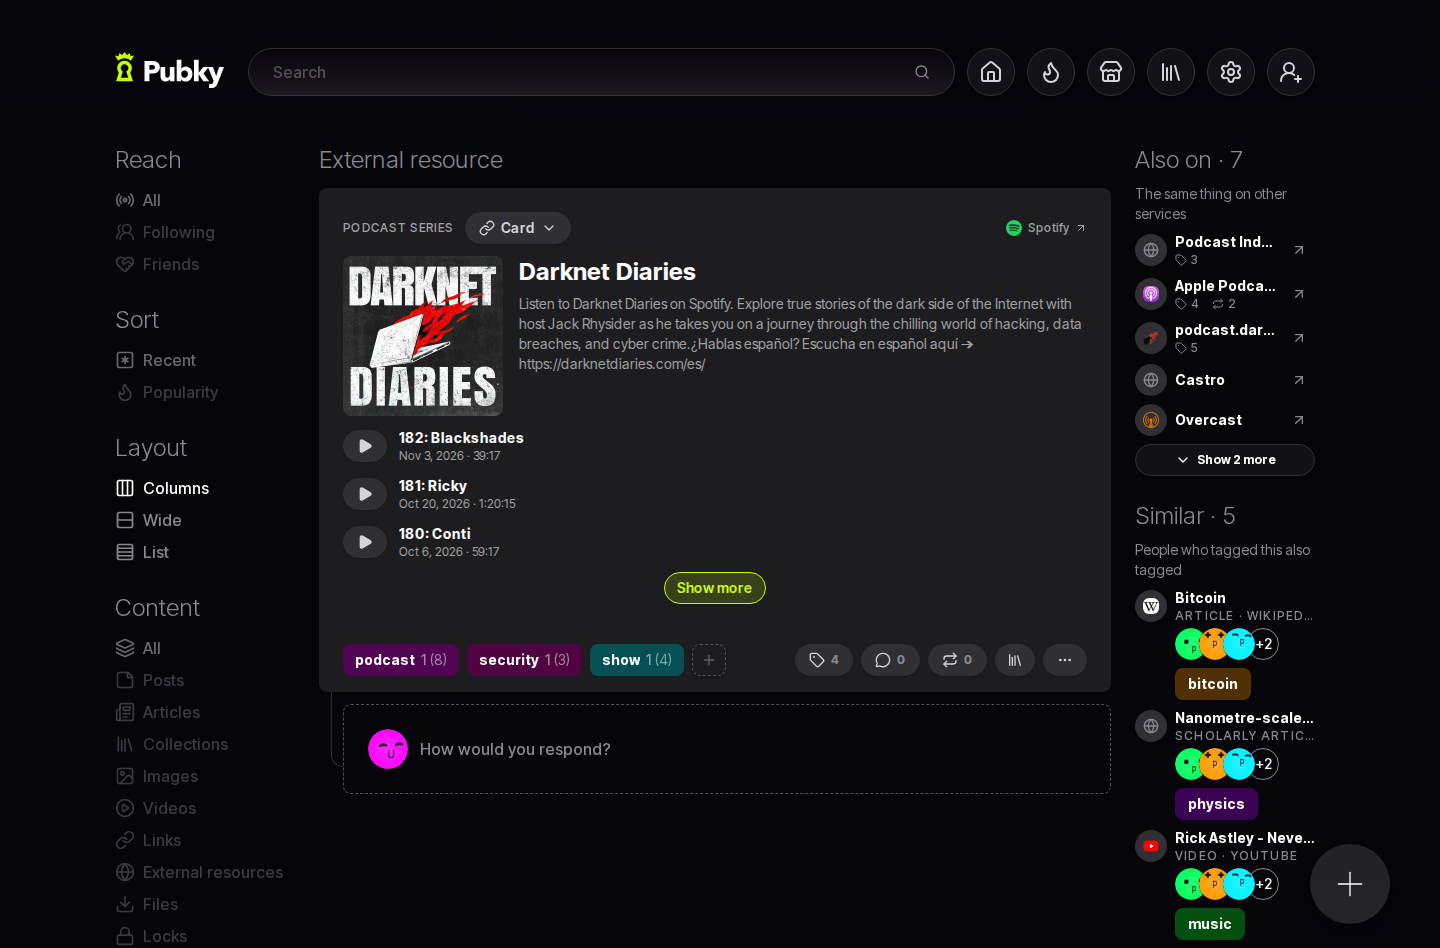 Pubky
Search
Reach
All
Following
Friends
Sort
Recent
Popularity
Layout
Columns
Wide
List
Content
All
Posts
Articles
Collections
Images
Videos
Links
External resources
Files
Locks
External resource
PODCAST SERIES
Card
Spotify
DARKNET
DIARIES
Darknet Diaries
Listen to Darknet Diaries on Spotify. Explore true stories of the dark side of the Internet with
host Jack Rhysider as he takes you on a journey through the chilling world of hacking, data
breaches, and cyber crime.¿Hablas español? Escucha en español aquí ➔
https://darknetdiaries.com/es/
182: Blackshades
Nov 3, 2026 · 39:17
181: Ricky
Oct 20, 2026 · 1:20:15
180: Conti
Oct 6, 2026 · 59:17
Show more
podcast 1 (8)
security 1 (3)
show 1 (4)
4
0
0
How would you respond?
Also on · 7
The same thing on other
services
Podcast Ind...
3
Apple Podca...
4 2
podcast.dar...
5
Castro
Overcast
Show 2 more
Similar · 5
People who tagged this also
tagged
Bitcoin
ARTICLE · WIKIPED...
+2
bitcoin
Nanometre-scale...
SCHOLARLY ARTIC...
+2
physics
Rick Astley - Neve...
VIDEO · YOUTUBE
+2
music